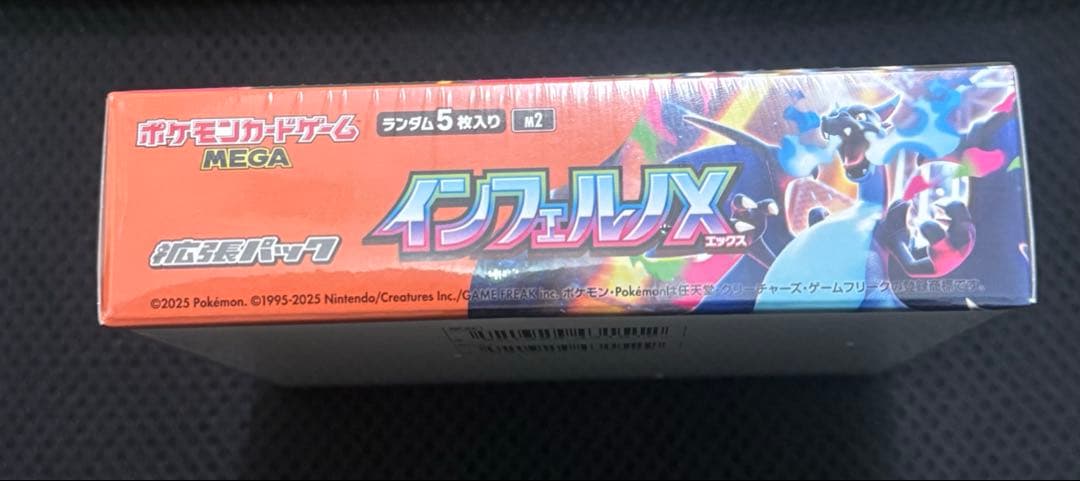 ポケモンカードゲーム
MEGA
ランダム5枚入り
M2
インフェルノX
エックス
拡張パック
©2025 Pokémon. ©1995-2025 Nintendo/Creatures Inc./GAME FREAK inc. ポケモン・Pokémonは任天堂・クリーチャーズ・ゲームフリークの登録商標です。